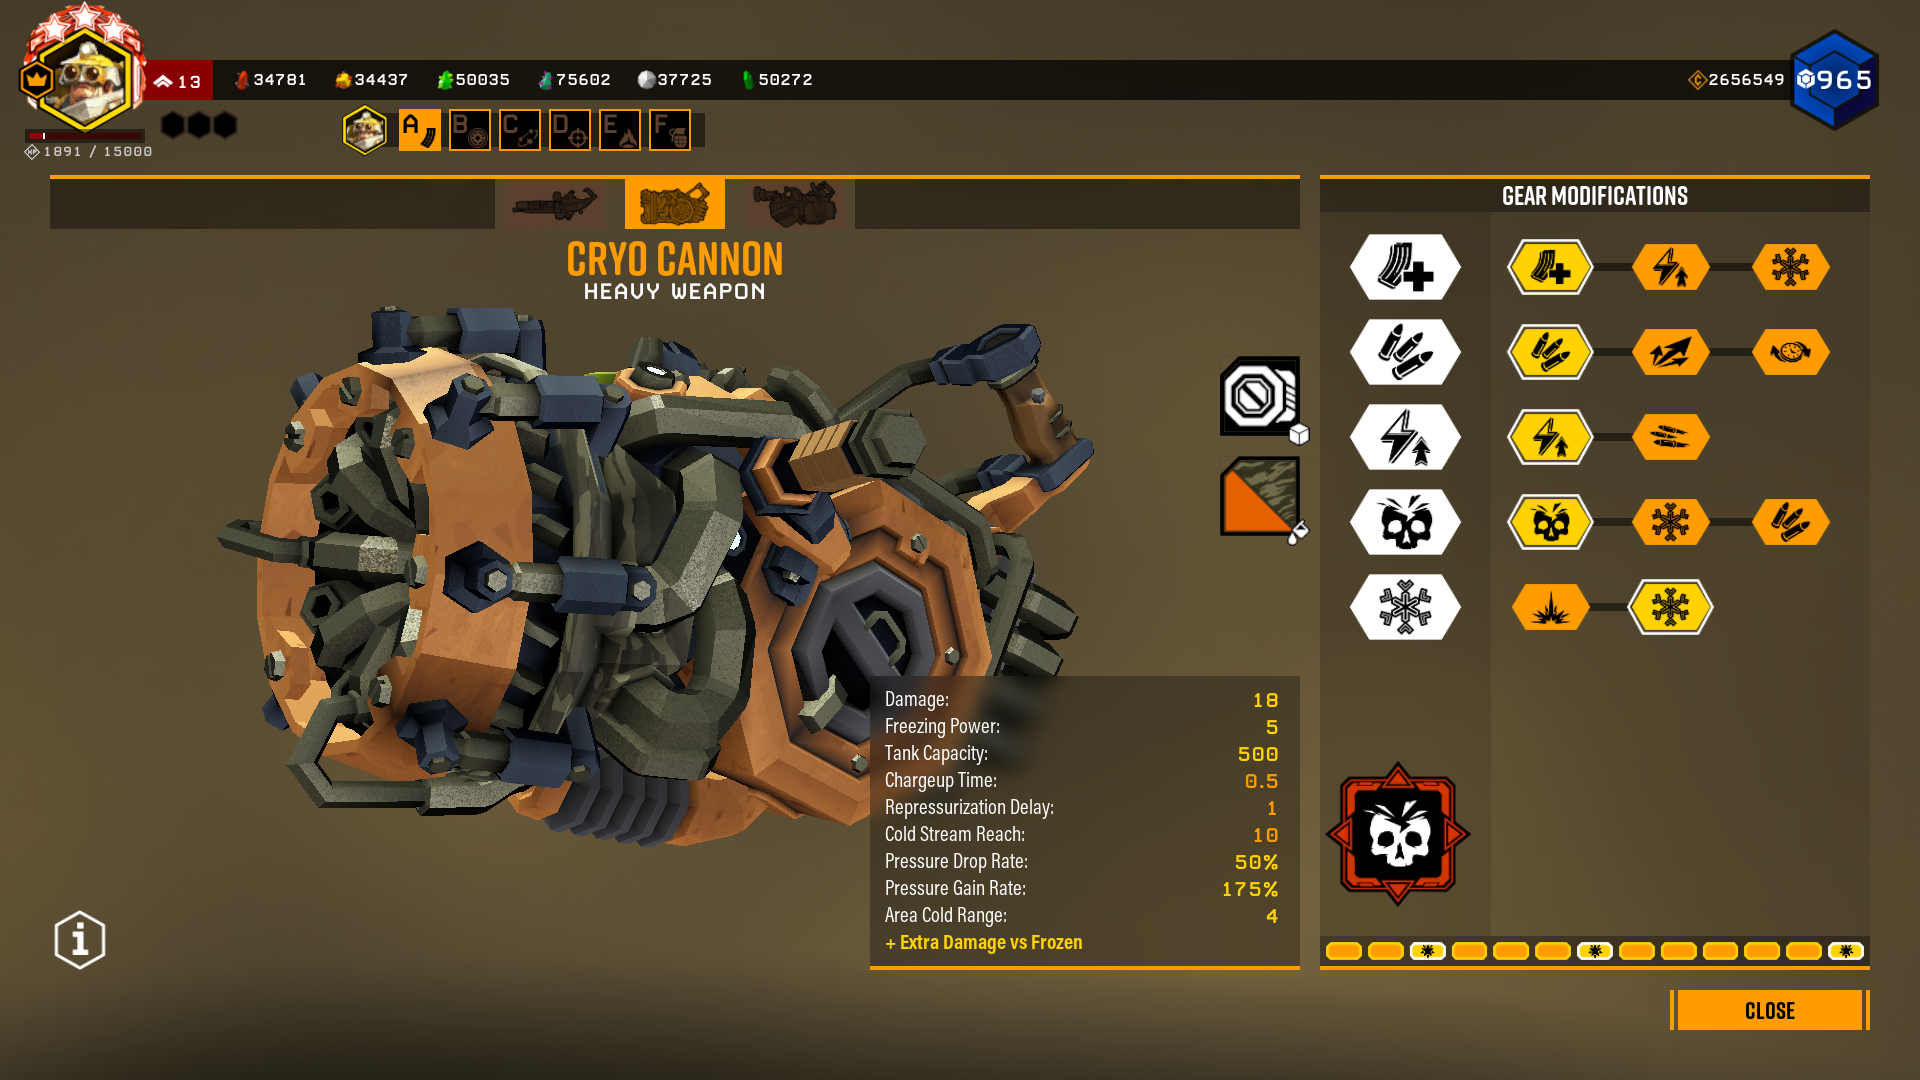 13 34781 34437 50035 75602 37725 50272 2656549 965
1891 / 15000
A B C D E F
GEAR MODIFICATIONS
CRYO CANNON
HEAVY WEAPON
Damage: 18
Freezing Power: 5
Tank Capacity: 500
Chargeup Time: 0.5
Repressurization Delay: 1
Cold Stream Reach: 10
Pressure Drop Rate: 50%
Pressure Gain Rate: 175%
Area Cold Range: 4
+ Extra Damage vs Frozen
CLOSE